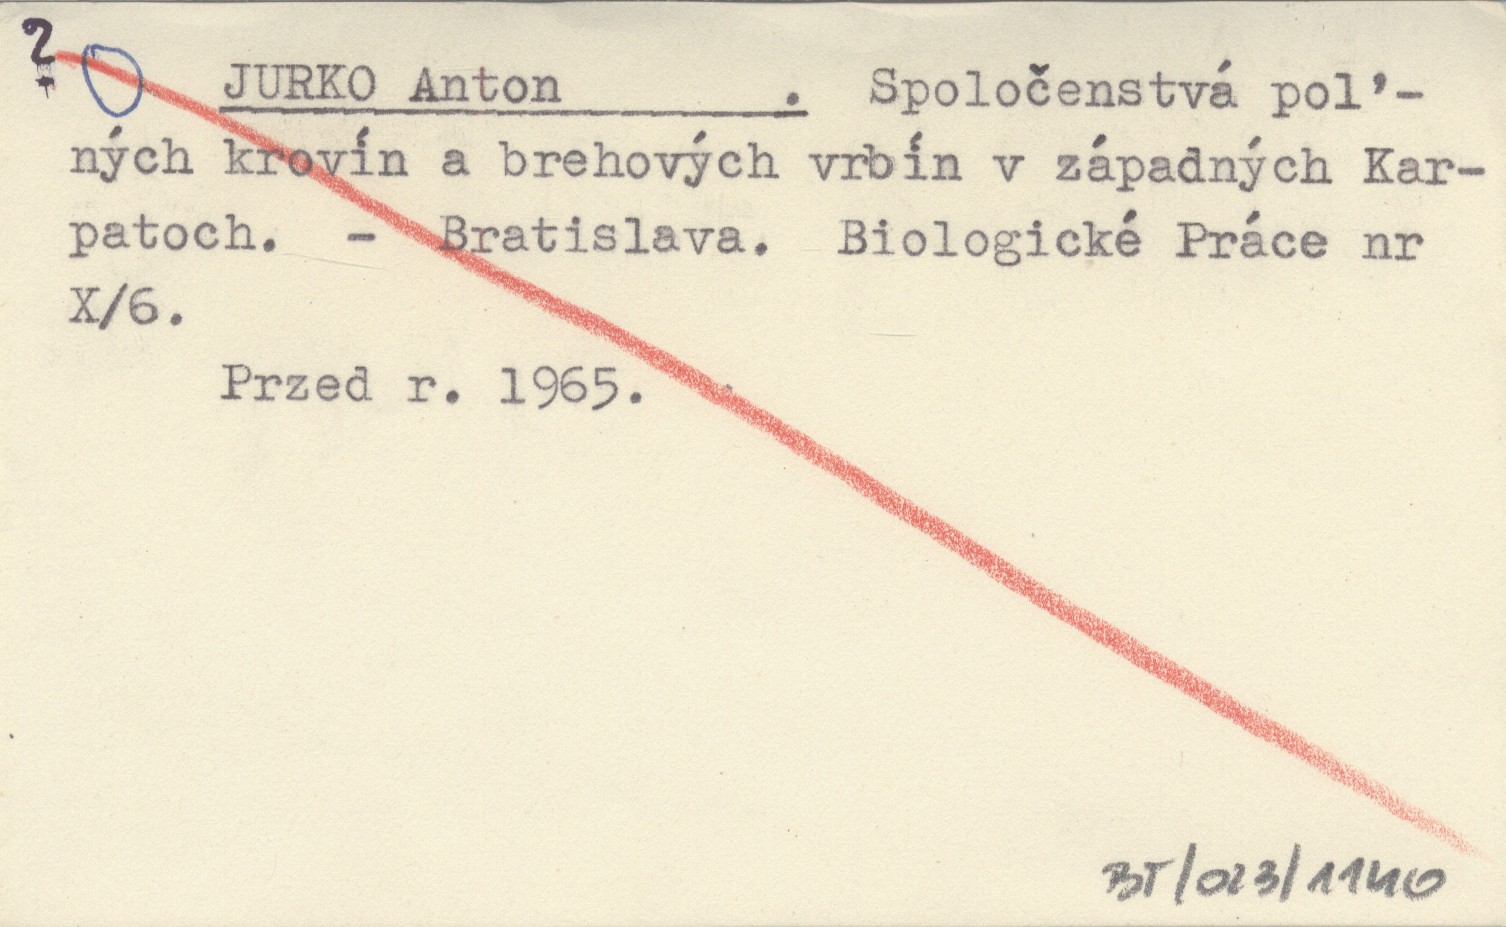 ?
JURKO Anton . Spoločenstvá pol'-
ných krovín a brehových vrbín v západných Kar-
patoch. - Bratislava. Biologické Práce nr
X/6.
Przed r. 1965.
BT/023/1140